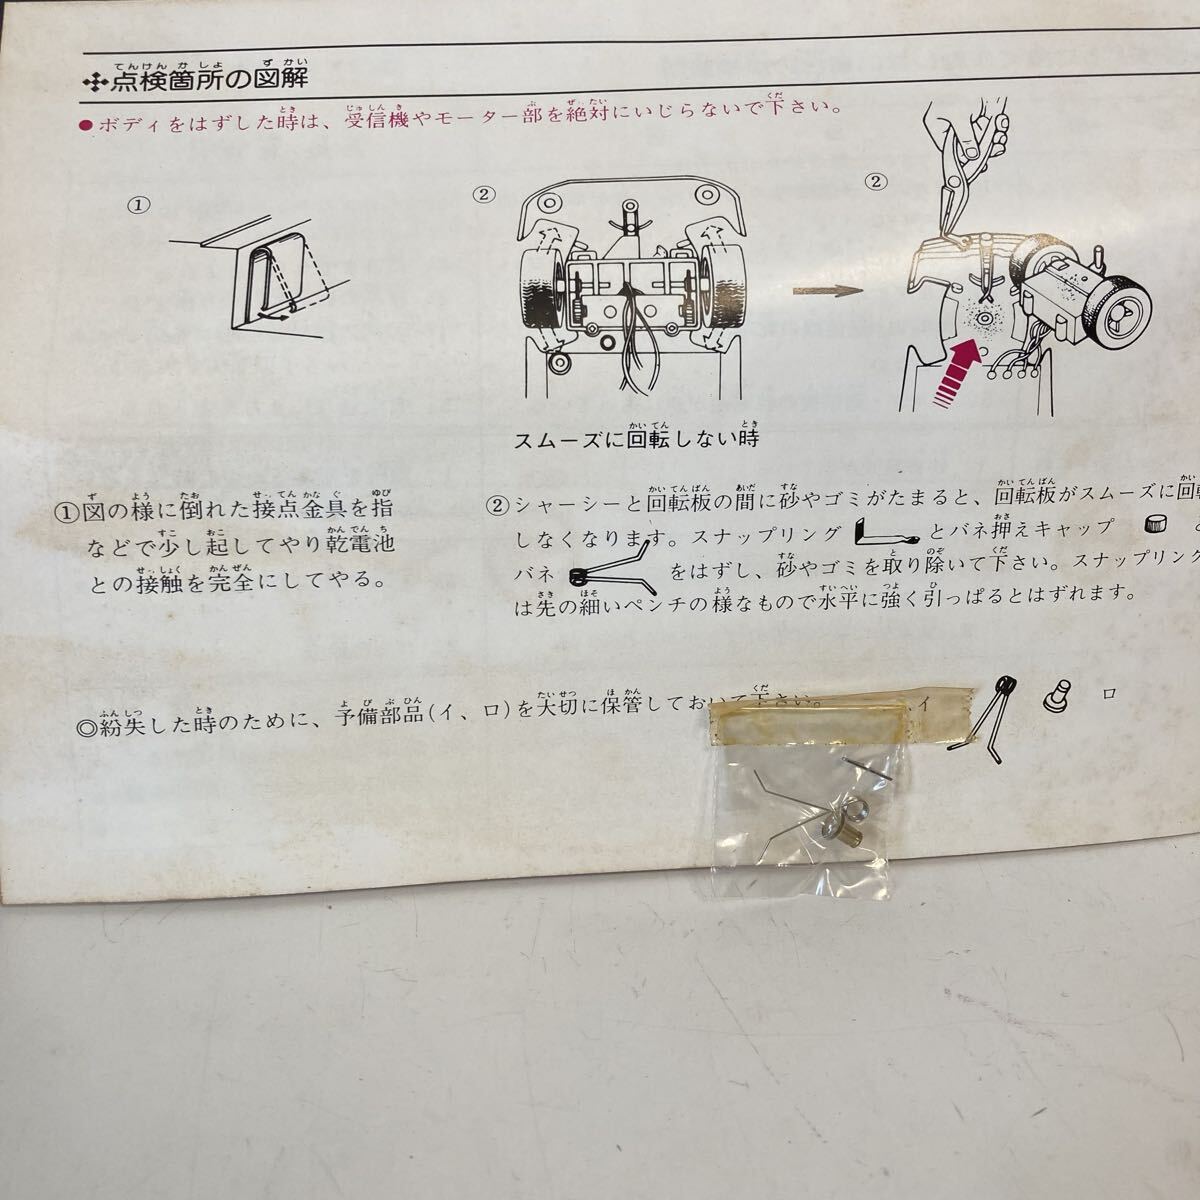 点検箇所の図解
●ボディをはずした時は、受信機やモーター部を絶対にいじらないで下さい。
①
②
②
スムーズに回転しない時
①図の様に倒れた接点金具を指
などで少し起してやり乾電池
との接触を完全にしてやる。
②シャーシーと回転板の間に砂やゴミがたまると、回転板がスムーズに回
しなくなります。スナップリング とバネ押えキャップ 。
バネ をはずし、砂やゴミを取り除いて下さい。スナップリング
は先の細いペンチの様なもので水平に強く引っぱるとはずれます。
◎紛失した時のために、予備部品(イ、ロ)を大切に保管しておいて下さい。
イ
ロ